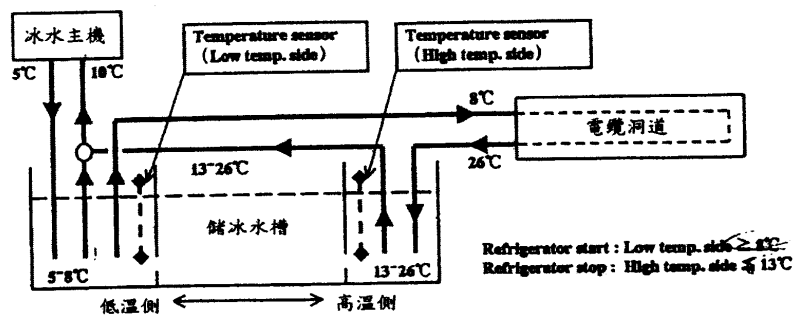 冰水主機
Temperature sensor
(Low temp. side)
Temperature sensor
(High temp. side)
5℃
10℃
8℃
電纜洞道
26℃
13~26℃
儲冰水槽
5~8℃
13~26℃
Refrigerator start : Low temp. side ≥ 8℃
Refrigerator stop : High temp. side ≦ 13℃
低溫側
高溫側